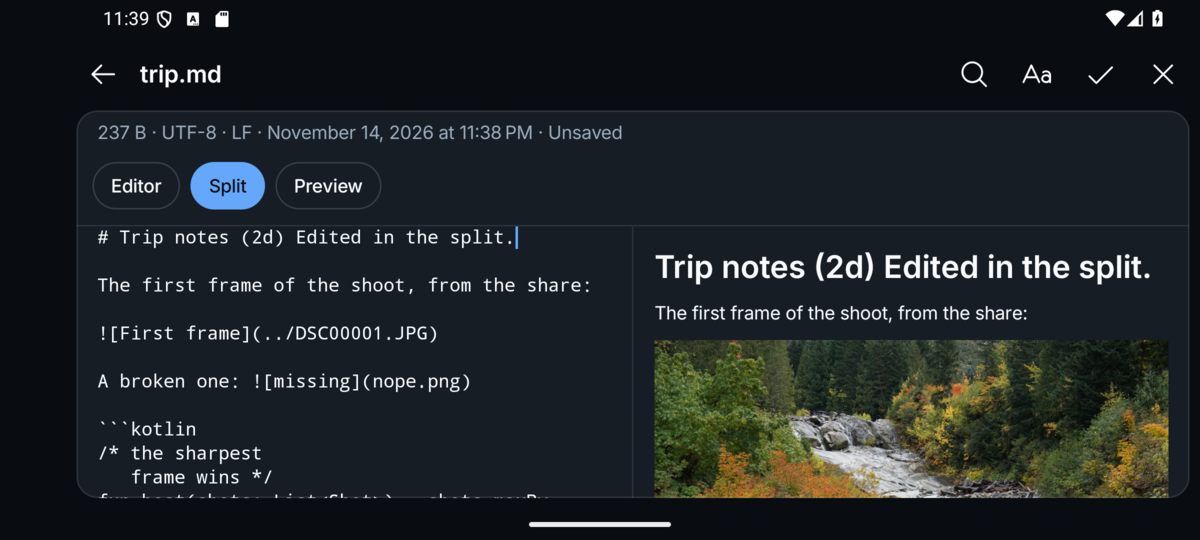 11:39
trip.md
Aa
237 B · UTF-8 · LF · November 14, 2026 at 11:38 PM · Unsaved
Editor
Split
Preview
# Trip notes (2d) Edited in the split.
The first frame of the shoot, from the share:
![First frame](../DSC00001.JPG)
A broken one: ![missing](nope.png)
```kotlin
/* the sharpest
frame wins */
Trip notes (2d) Edited in the split.
The first frame of the shoot, from the share: